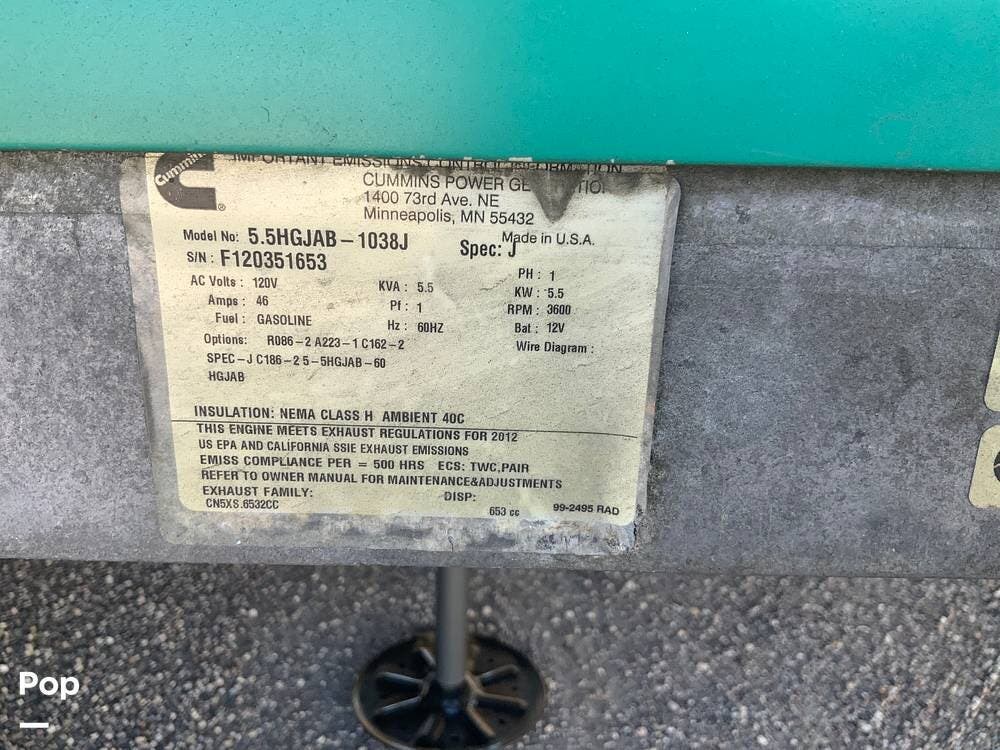 IMPORTANT EMISSIONS CONTROL INFORMATION
Cummins
®
CUMMINS POWER
1400 73rd Ave. NE
Minneapolis, MN 55432
Made in U.S.A.
Model No: 5.5HGJAB-1038J Spec: J
S/N: F120351653
AC Volts: 120V KVA: 5.5 PH: 1
Amps: 46 Pf: 1 KW: 5.5
Fuel: GASOLINE Hz: 60HZ RPM: 3600
Bat: 12V
Options: R086-2 A223-1 C162-2 Wire Diagram:
SPEC-J C186-2 5-5HGJAB-60
HGJAB
INSULATION: NEMA CLASS H AMBIENT 40C
THIS ENGINE MEETS EXHAUST REGULATIONS FOR 2012
US EPA AND CALIFORNIA SSIE EXHAUST EMISSIONS
EMISS COMPLIANCE PER = 500 HRS ECS: TWC,PAIR
REFER TO OWNER MANUAL FOR MAINTENANCE&ADJUSTMENTS
EXHAUST FAMILY: DISP:
CN5XS.6532CC 653 cc 99-2495 RAD
Pop